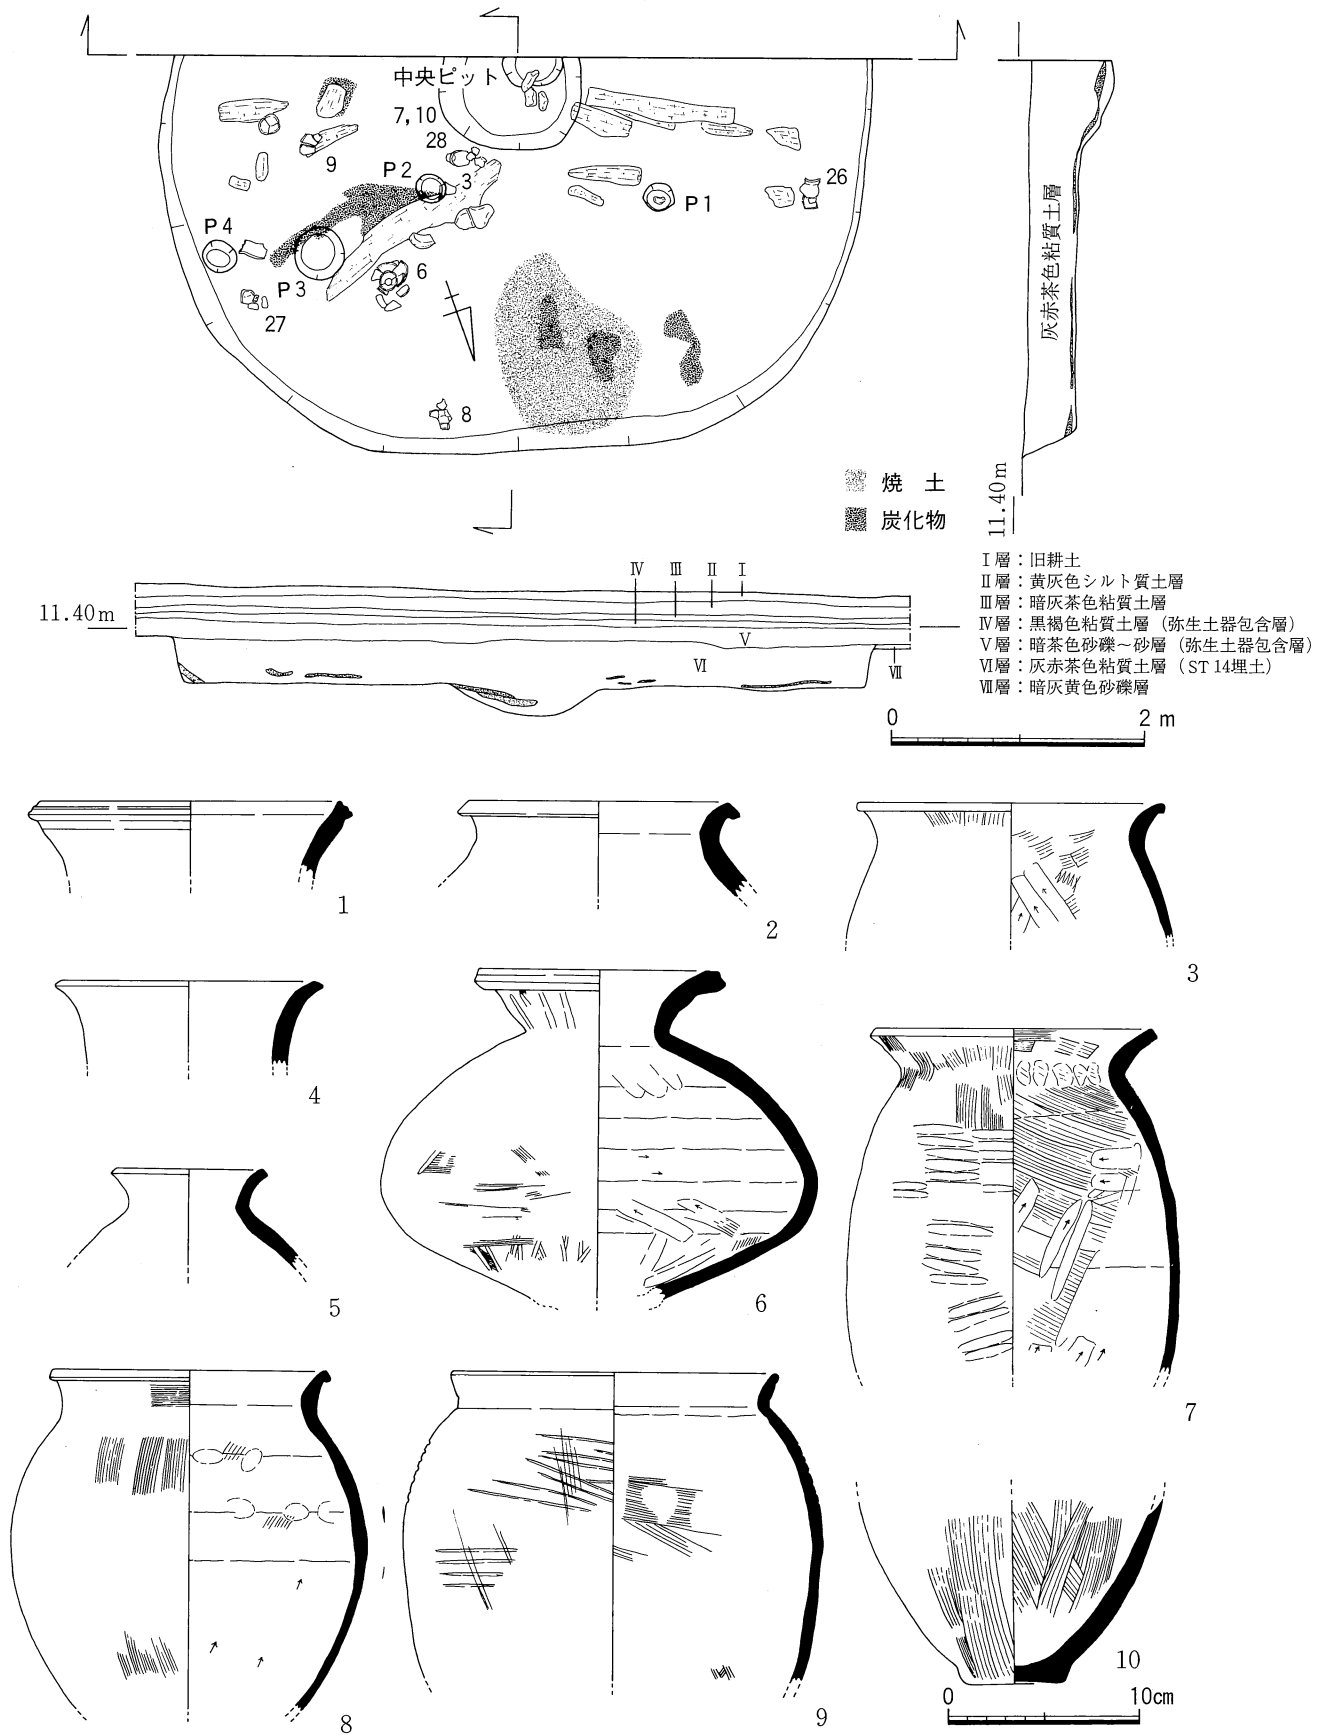 中央ピット
7,10
28
9
P2
3
P1
26
P4
6
P3
27
8
灰赤茶色粘質土層
11.40m
焼 土
炭化物
Ⅳ Ⅲ Ⅱ Ⅰ
11.40m
Ⅴ
Ⅵ
Ⅶ
Ⅰ層：旧耕土
Ⅱ層：黄灰色シルト質土層
Ⅲ層：暗灰茶色粘質土層
Ⅳ層：黒褐色粘質土層（弥生土器包含層）
Ⅴ層：暗茶色砂礫～砂層（弥生土器包含層）
Ⅵ層：灰赤茶色粘質土層（ST14埋土）
Ⅶ層：暗灰黄色砂礫層
0 2m
1
2
3
4
5
6
7
8
9
10
0 10cm